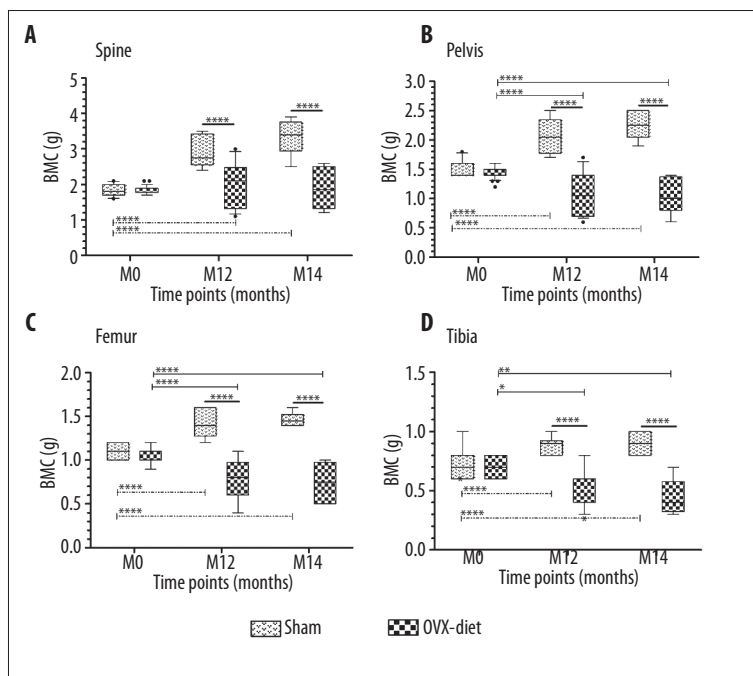 A
Spine
5
4
3
2
1
0
BMC (g)
****
****
****
****
M0 M12 M14
Time points (months)
B
Pelvis
3.0
2.5
2.0
1.5
1.0
0.5
0.0
BMC (g)
****
****
****
****
****
****
M0 M12 M14
Time points (months)
C
Femur
2.0
1.5
1.0
0.5
0.0
BMC (g)
****
****
****
****
****
****
M0 M12 M14
Time points (months)
D
Tibia
1.5
1.0
0.5
0.0
BMC (g)
**
*
****
****
****
****
M0 M12 M14
Time points (months)
Sham OVX-diet